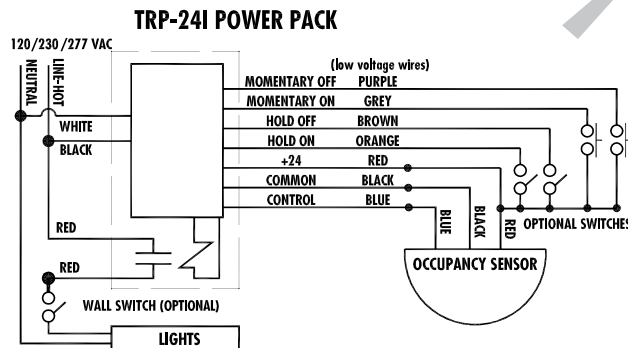 TRP-24I POWER PACK
120/230/277 VAC
NEUTRAL
LINE-HOT
(low voltage wires)
MOMENTARY OFF PURPLE
MOMENTARY ON GREY
HOLD OFF BROWN
HOLD ON ORANGE
+24 RED
COMMON BLACK
CONTROL BLUE
WHITE
BLACK
RED
RED
BLUE
BLACK
RED
OPTIONAL SWITCHES
OCCUPANCY SENSOR
WALL SWITCH (OPTIONAL)
LIGHTS